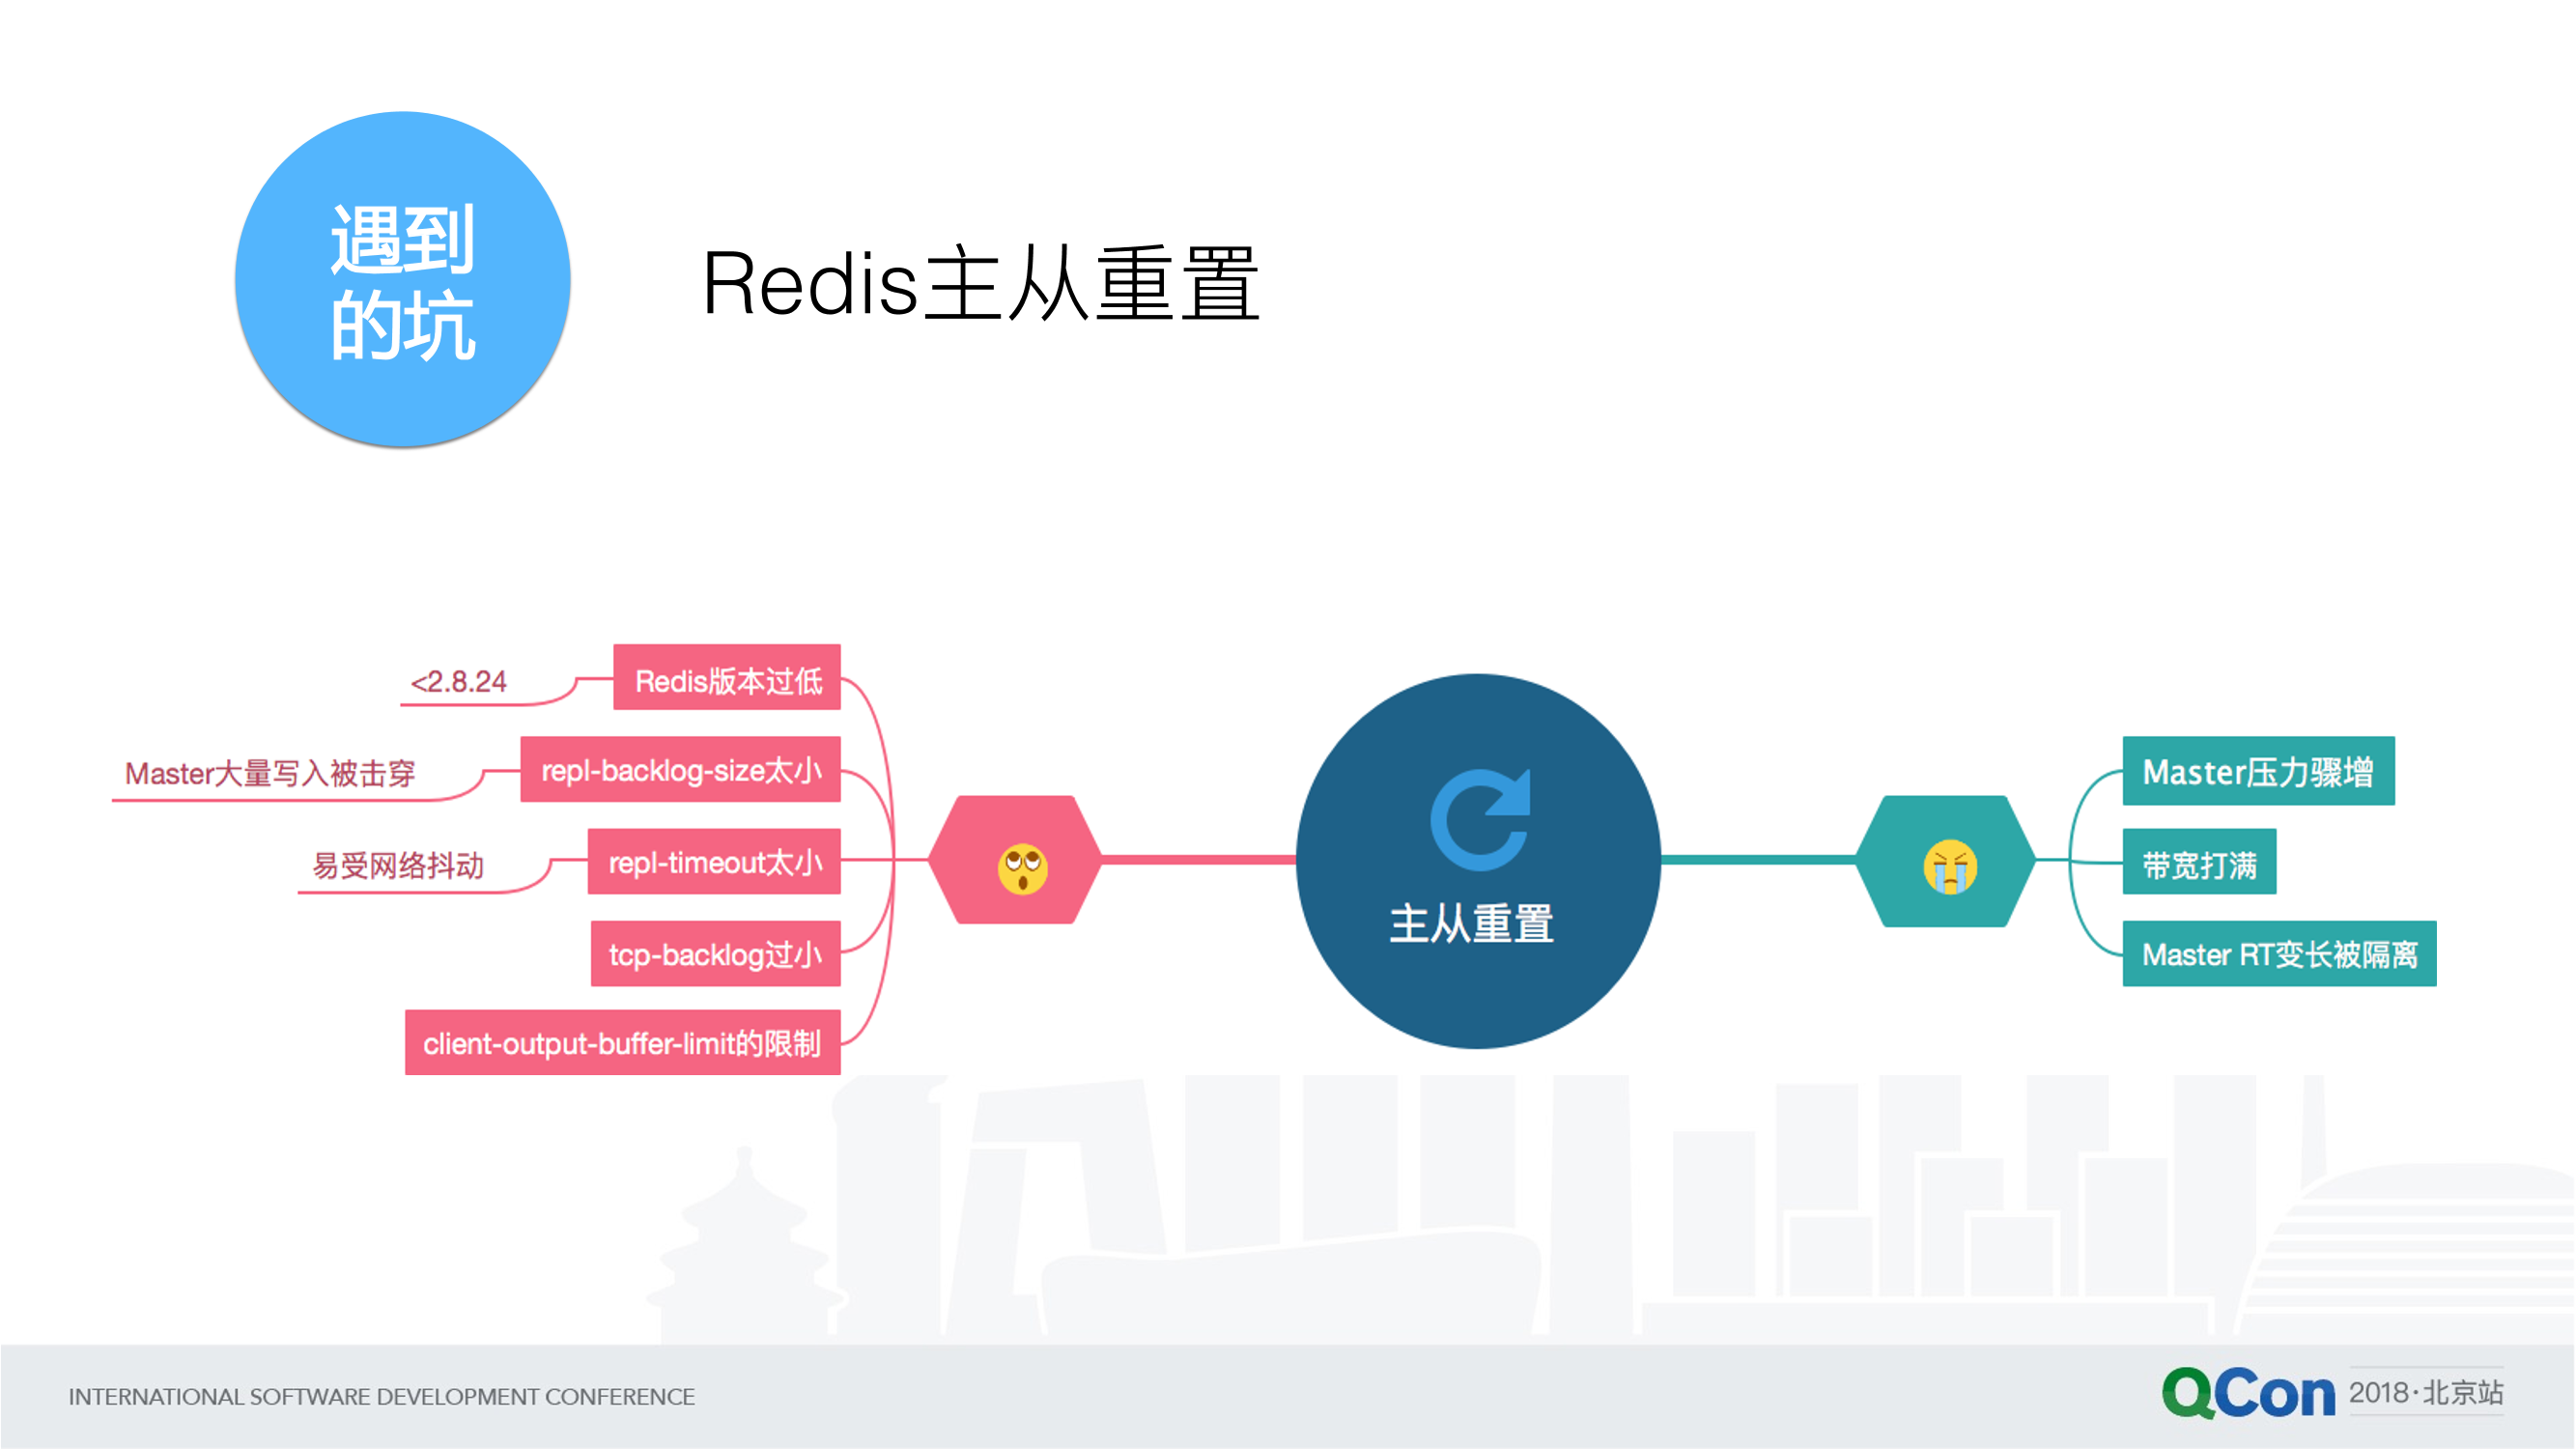 遇到
的坑
Redis主从重置
<2.8.24
Redis版本过低
Master大量写入被击穿
repl-backlog-size太小
易受网络抖动
repl-timeout太小
tcp-backlog过小
client-output-buffer-limit的限制
主从重置
Master压力骤增
带宽打满
Master RT变长被隔离
INTERNATIONAL SOFTWARE DEVELOPMENT CONFERENCE
QCon 2018·北京站